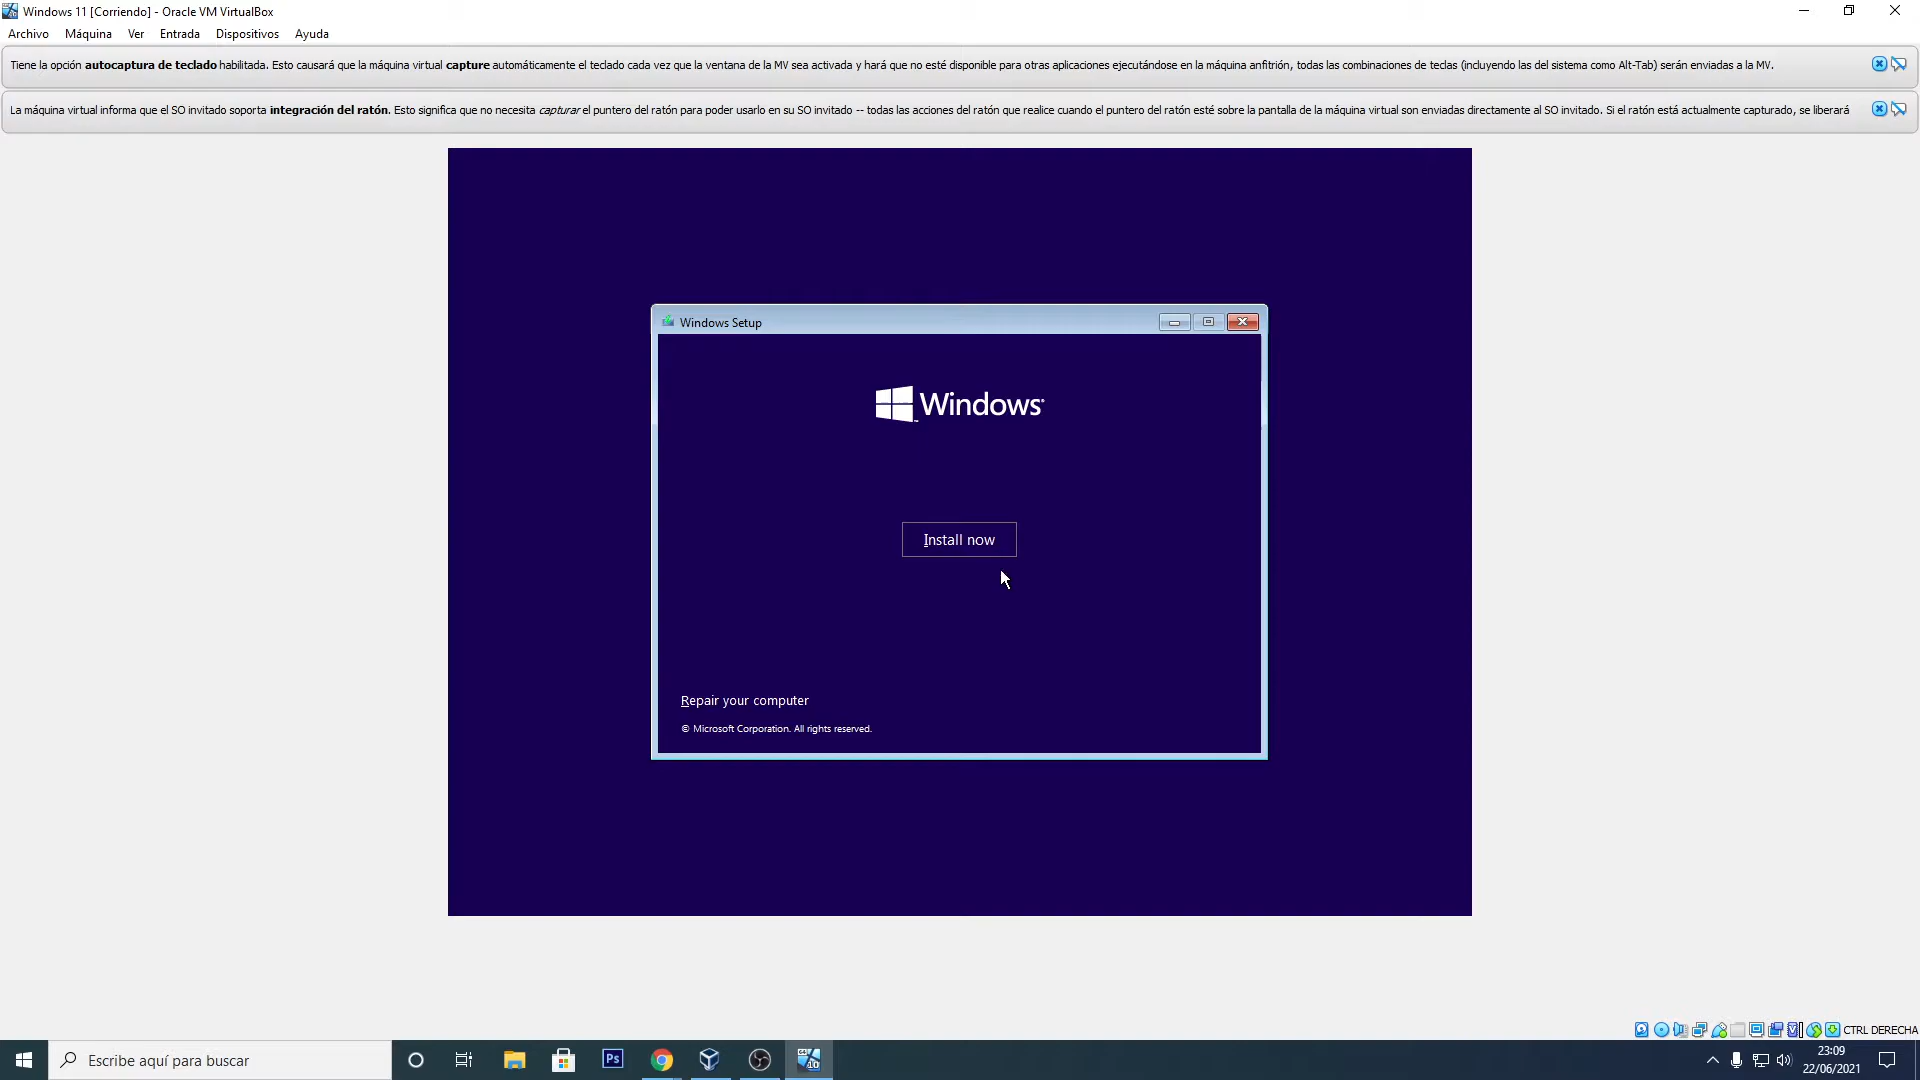 Windows 11 [Corriendo] - Oracle VM VirtualBox
Archivo Máquina Ver Entrada Dispositivos Ayuda
Tiene la opción autocaptura de teclado habilitada. Esto causará que la máquina virtual capture automáticamente el teclado cada vez que la ventana de la MV sea activada y hará que no esté disponible para otras aplicaciones ejecutándose en la máquina anfitrión, todas las combinaciones de teclas (incluyendo las del sistema como Alt-Tab) serán enviadas a la MV.
La máquina virtual informa que el SO invitado soporta integración del ratón. Esto significa que no necesita capturar el puntero del ratón para poder usarlo en su SO invitado -- todas las acciones del ratón que realice cuando el puntero del ratón esté sobre la pantalla de la máquina virtual son enviadas directamente al SO invitado. Si el ratón está actualmente capturado, se liberará
Windows Setup
Windows
Install now
Repair your computer
© Microsoft Corporation. All rights reserved.
CTRL DERECHA
Escribe aquí para buscar
Ps
64
10
23:09
22/06/2021